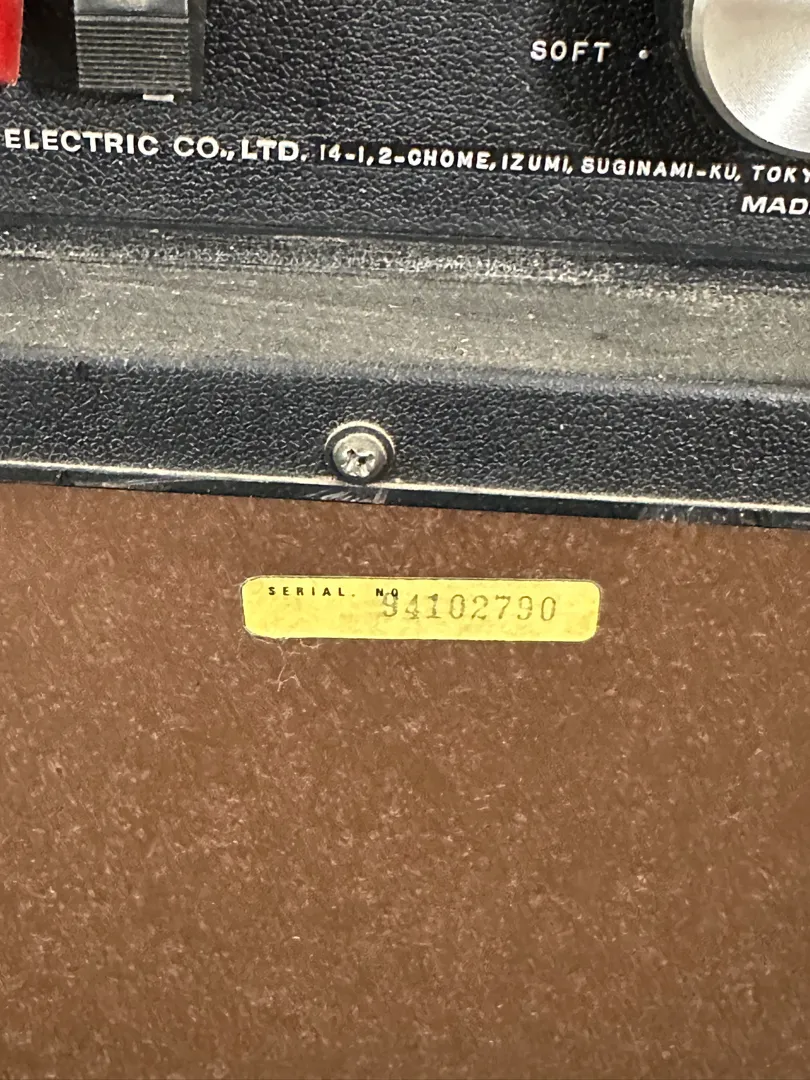 SOFT
ELECTRIC CO., LTD. 14-1, 2-CHOME, IZUMI, SUGINAMI-KU, TOKY
MAD
SERIAL. NO
94102790